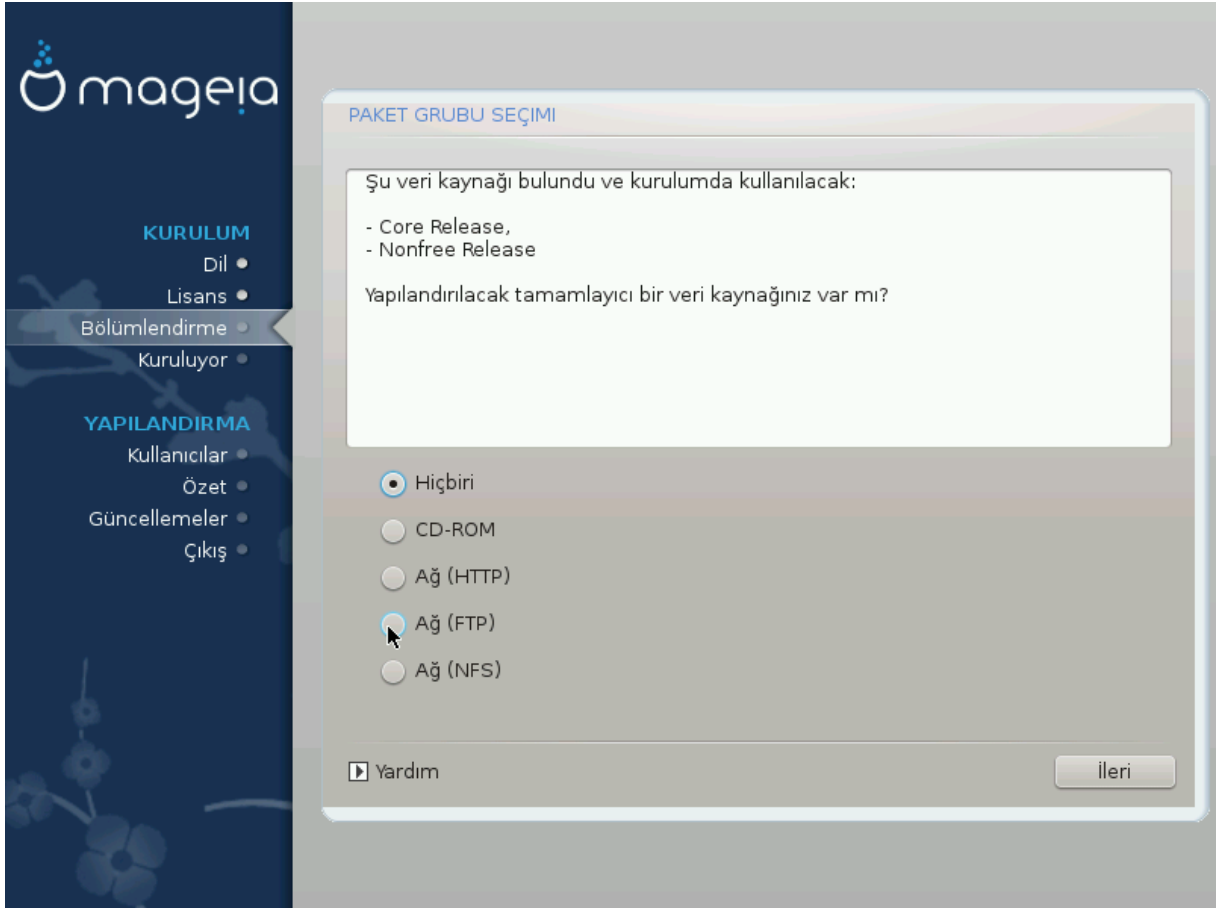 mageia
KURULUM
Dil
Lisans
Bölümlendirme
Kuruluyor
YAPILANDIRMA
Kullanıcılar
Özet
Güncellemeler
Çıkış
PAKET GRUBU SEÇIMI
Şu veri kaynağı bulundu ve kurulumda kullanılacak:
- Core Release,
- Nonfree Release
Yapılandırılacak tamamlayıcı bir veri kaynağınız var mı?
Hiçbiri
CD-ROM
Ağ (HTTP)
Ağ (FTP)
Ağ (NFS)
Yardım
İleri